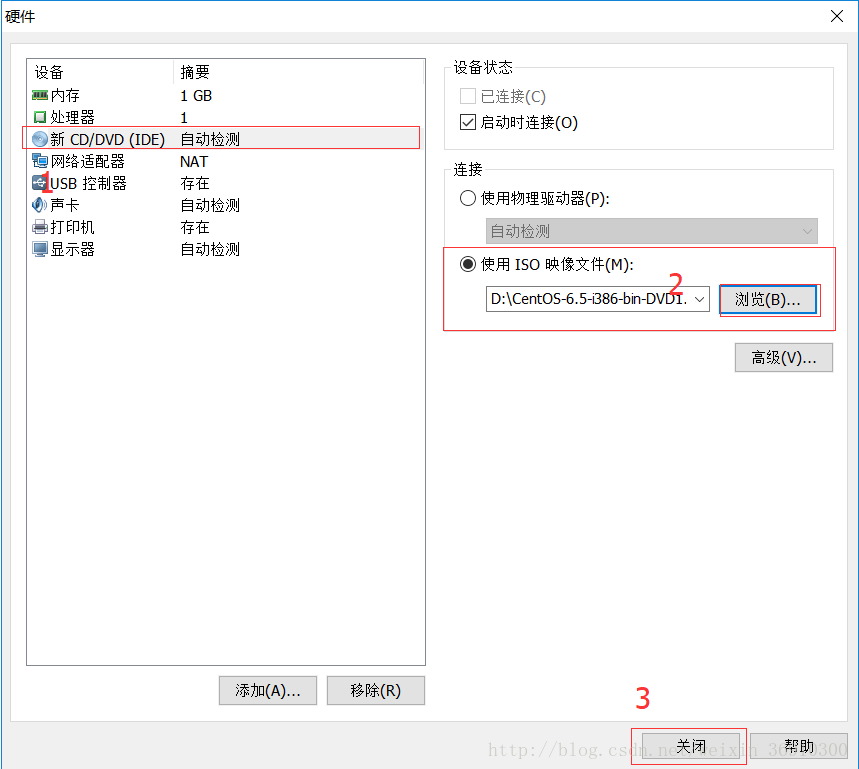 硬件
设备 摘要
内存 1 GB
处理器 1
新 CD/DVD (IDE) 自动检测
网络适配器 NAT
USB 控制器 存在
声卡 自动检测
打印机 存在
显示器 自动检测
1
添加(A)... 移除(R)
设备状态
已连接(C)
启动时连接(O)
连接
使用物理驱动器(P):
自动检测
使用 ISO 映像文件(M):
2
D:\CentOS-6.5-i386-bin-DVD1. 浏览(B)...
高级(V)...
3
关闭 帮助
http://blog.csdn.net/weixin_36